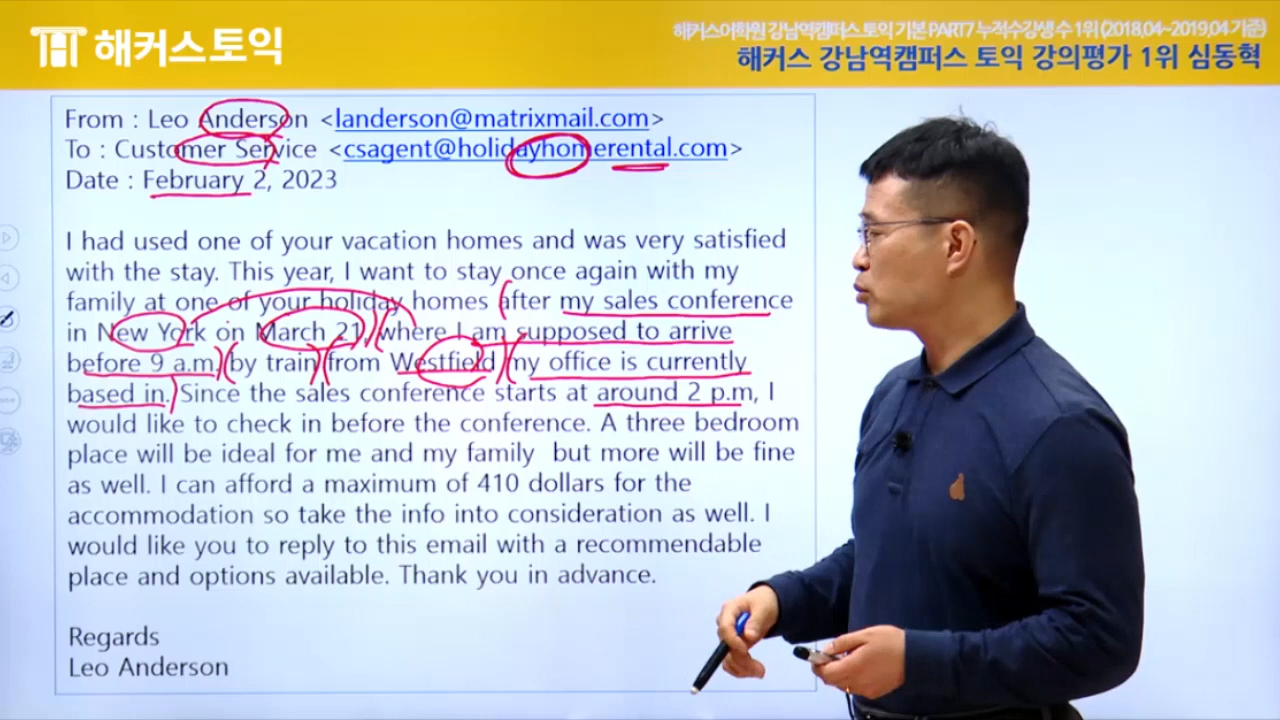 해커스토익
해커스어학원 강남역캠퍼스 토익 기본 PART7 누적수강생 수 1위 (2018.04~2019.04 기준)
해커스 강남역캠퍼스 토익 강의평가 1위 심동혁
From : Leo Anderson <landerson@matrixmail.com>
To : Customer Service <csagent@holidayhomerental.com>
Date : February 2, 2023
I had used one of your vacation homes and was very satisfied
with the stay. This year, I want to stay once again with my
family at one of your holiday homes after my sales conference
in New York on March 21, where I am supposed to arrive
before 9 a.m. by train from Westfield my office is currently
based in. Since the sales conference starts at around 2 p.m, I
would like to check in before the conference. A three bedroom
place will be ideal for me and my family but more will be fine
as well. I can afford a maximum of 410 dollars for the
accommodation so take the info into consideration as well. I
would like you to reply to this email with a recommendable
place and options available. Thank you in advance.
Regards
Leo Anderson